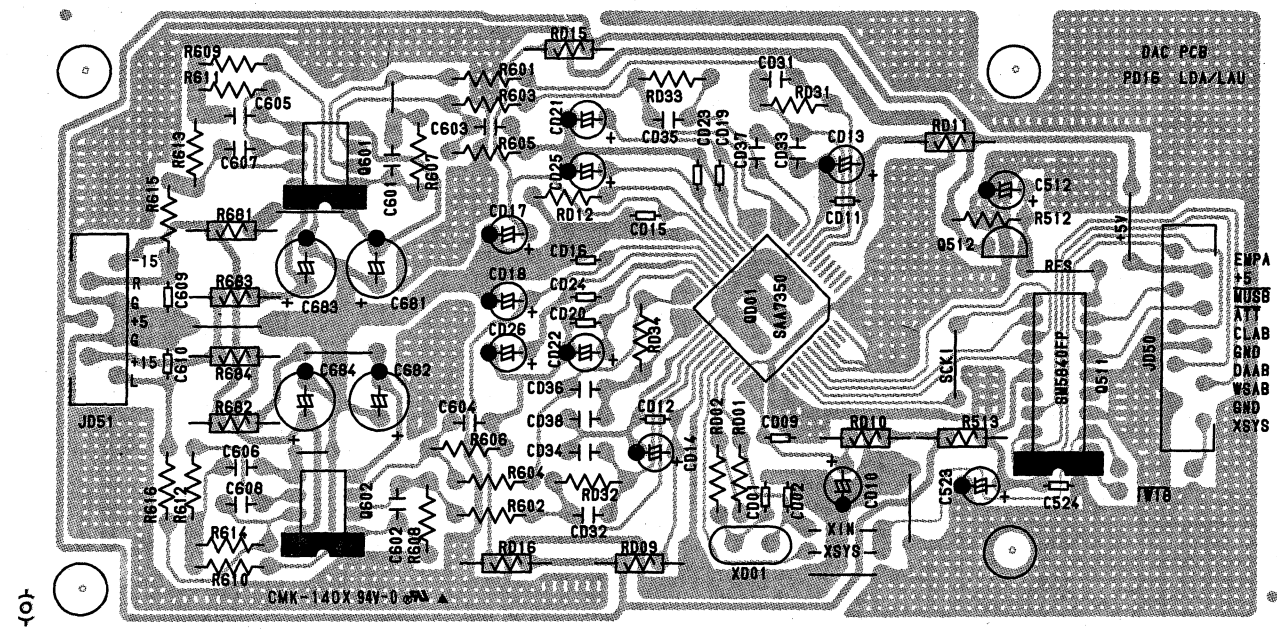 RD15
DAC PCB
PD16 LDA/LAU
R609
R611
C605
R613
C607
R615
Q601
C601
R607
R601
R603
C603
R605
CD21
CD25
RD12
RD33
CD35
CD23
CD19
CD31
RD31
CD37
CD33
CD13
CD11
RD11
C512
R512
Q512
+5V
RES
R681
CD17
CD15
CD16
-15
R
G
+5
G
+15
L
C609
C610
R683
C683
C681
CD18
CD24
CD20
CD26
CD22
RD34
QD01
SAA7350
R684
C684
C682
JD51
R682
SCK1
Q511
JD50
EMPA
+5
MUSB
ATT
CLAB
GND
DAAB
WSAB
GND
XSYS
CD36
CD38
CD34
CD12
CD14
C604
R606
R604
R602
RD32
CD32
RD02
RD01
CD09
RD10
R513
CD10
C523
C524
C606
C608
R616
R612
R614
R610
Q602
C602
R608
RD16
RD09
CD01
CD02
XIN
XSYS
XD01
CMK-140X 94V-0